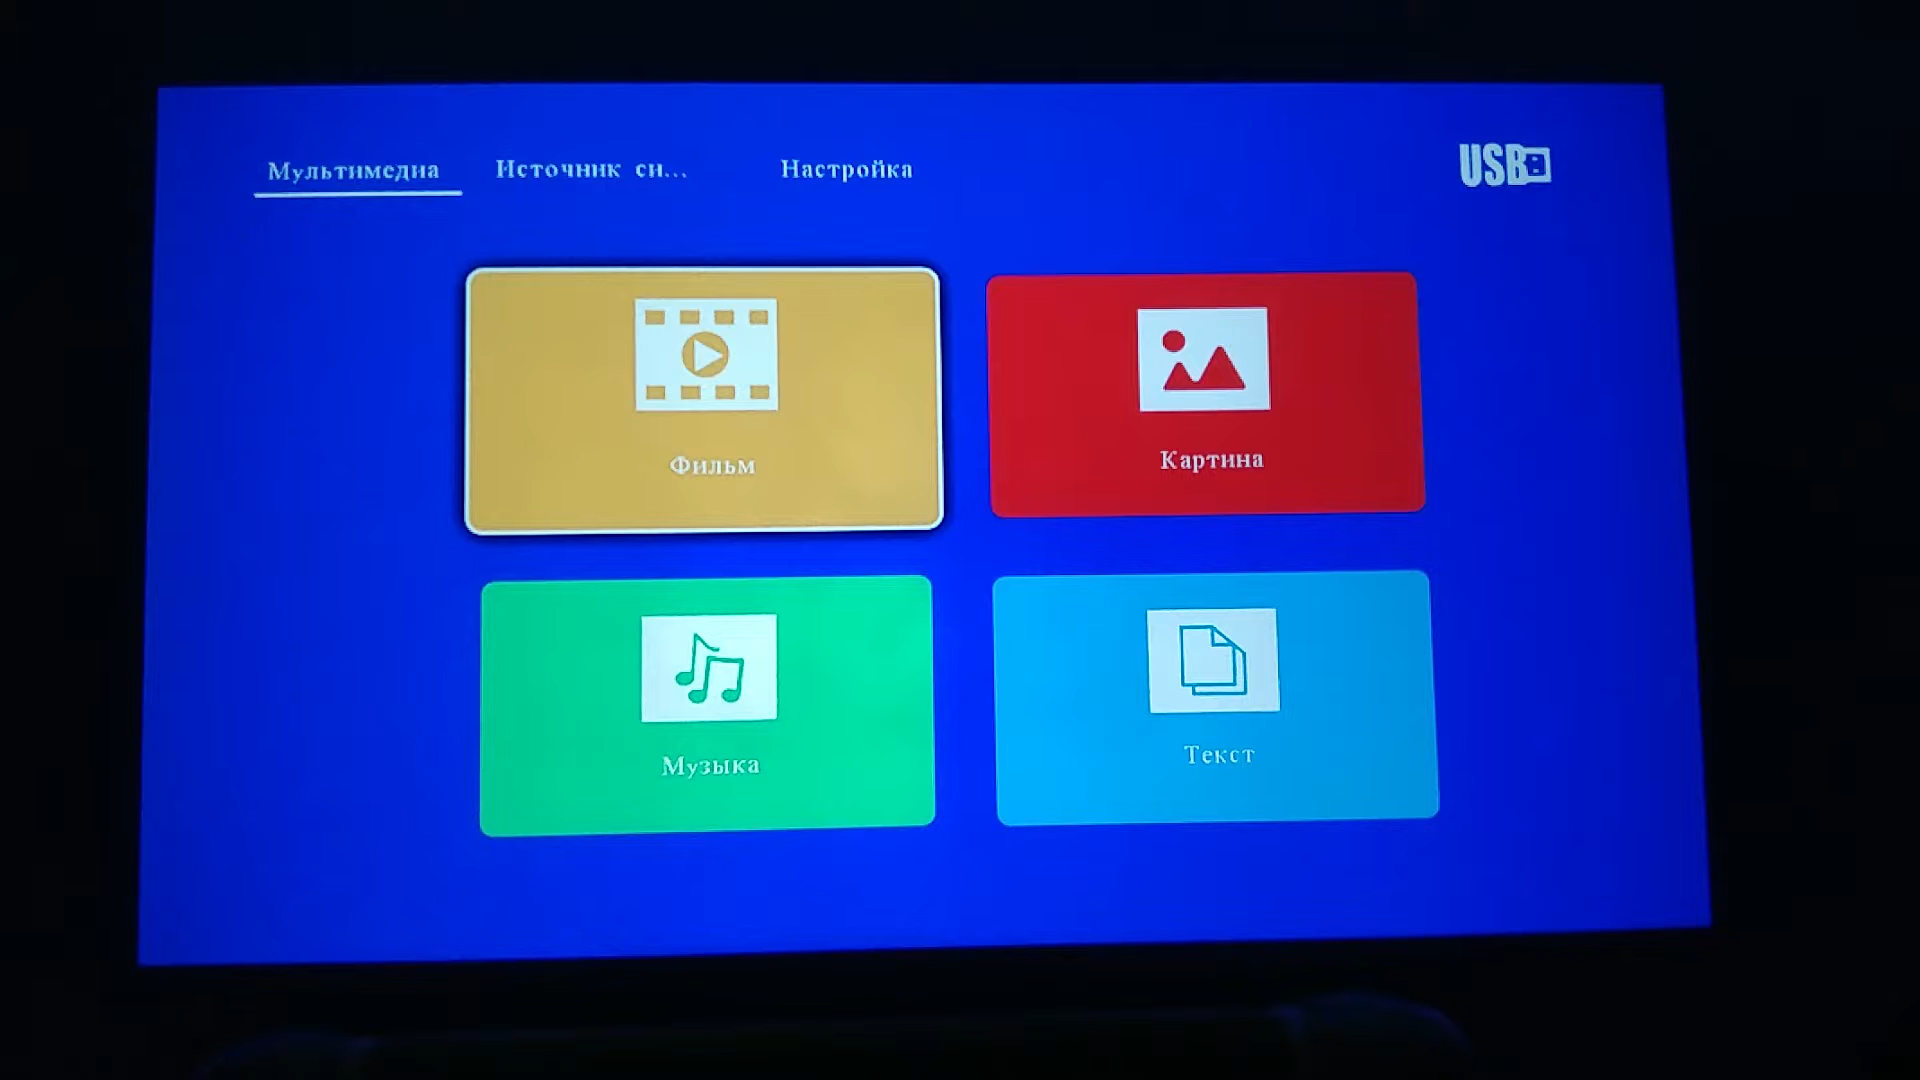 Мультимедиа Источник си... Настройка
USB
Фильм Картина
Музыка Текст